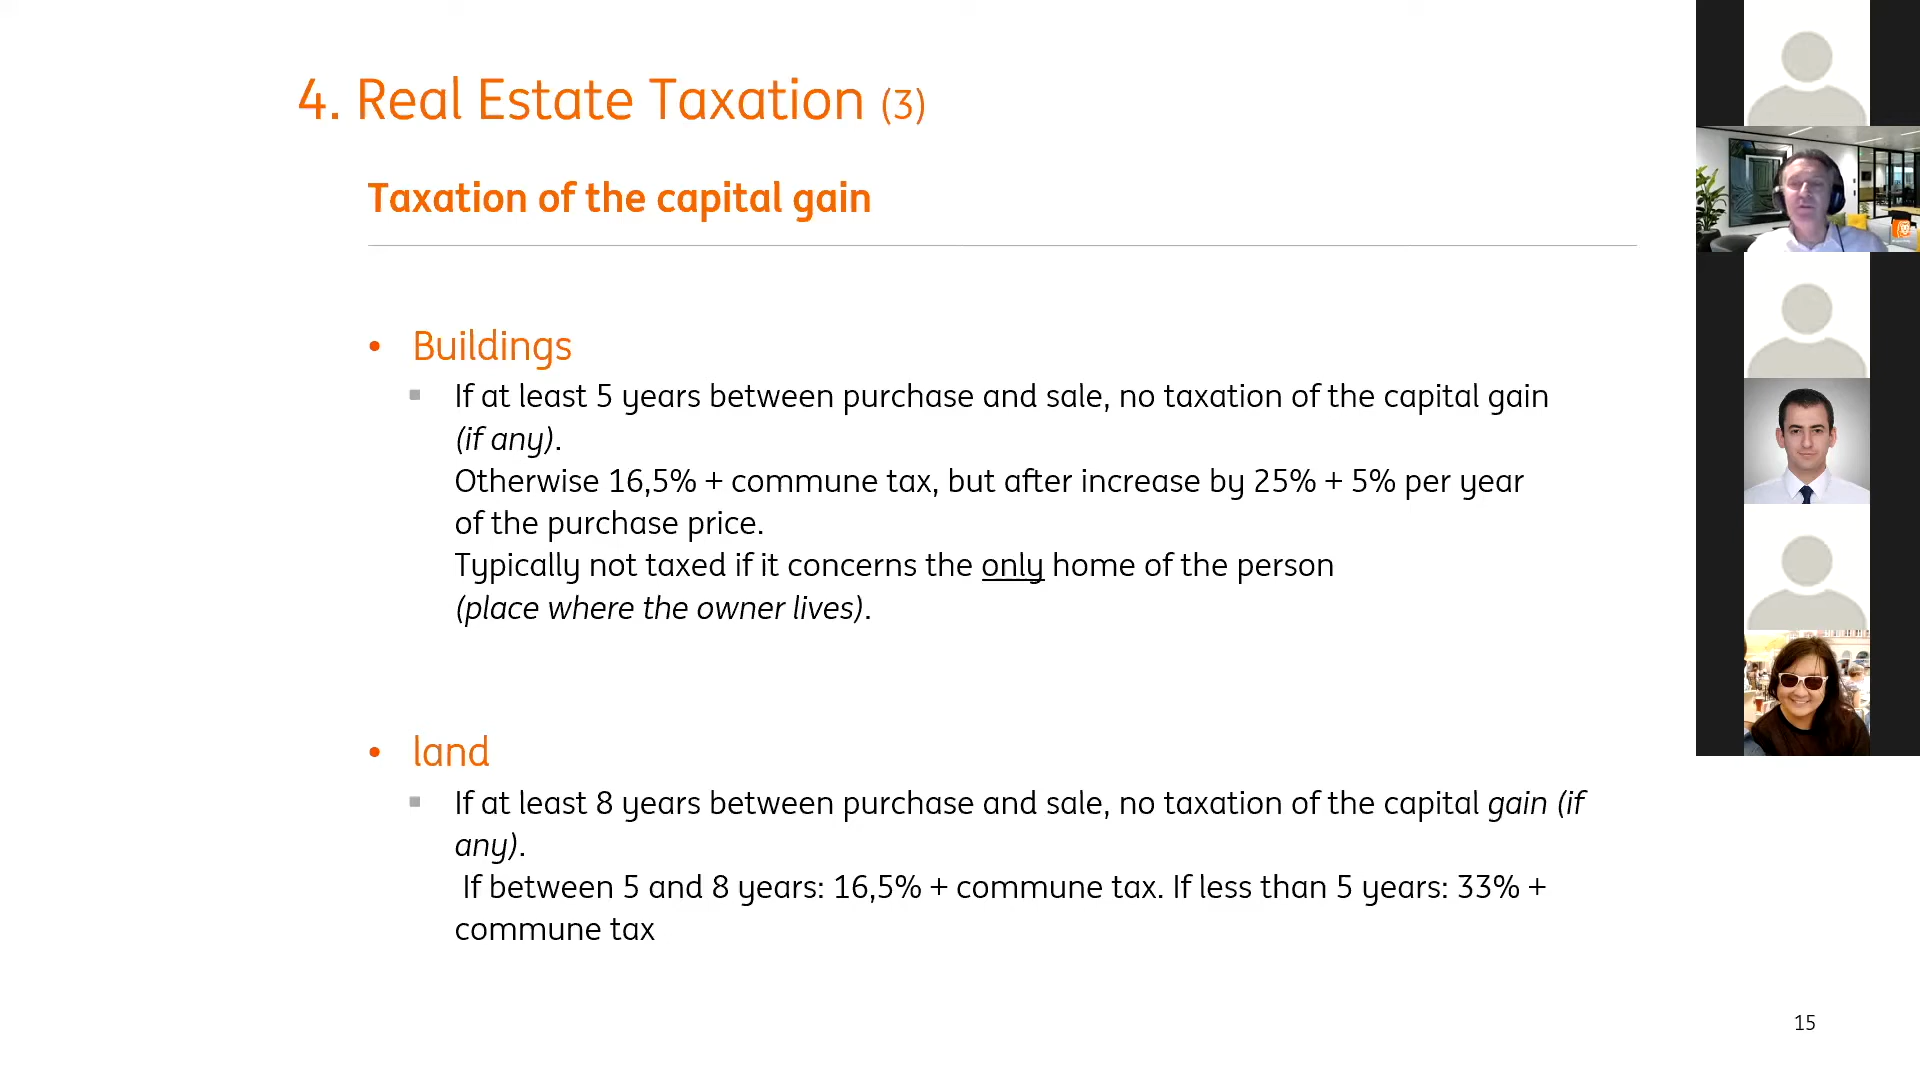 4. Real Estate Taxation (3)
Taxation of the capital gain
• Buildings
▪ If at least 5 years between purchase and sale, no taxation of the capital gain
(if any).
Otherwise 16,5% + commune tax, but after increase by 25% + 5% per year
of the purchase price.
Typically not taxed if it concerns the only home of the person
(place where the owner lives).
• land
▪ If at least 8 years between purchase and sale, no taxation of the capital gain (if
any).
If between 5 and 8 years: 16,5% + commune tax. If less than 5 years: 33% +
commune tax
15